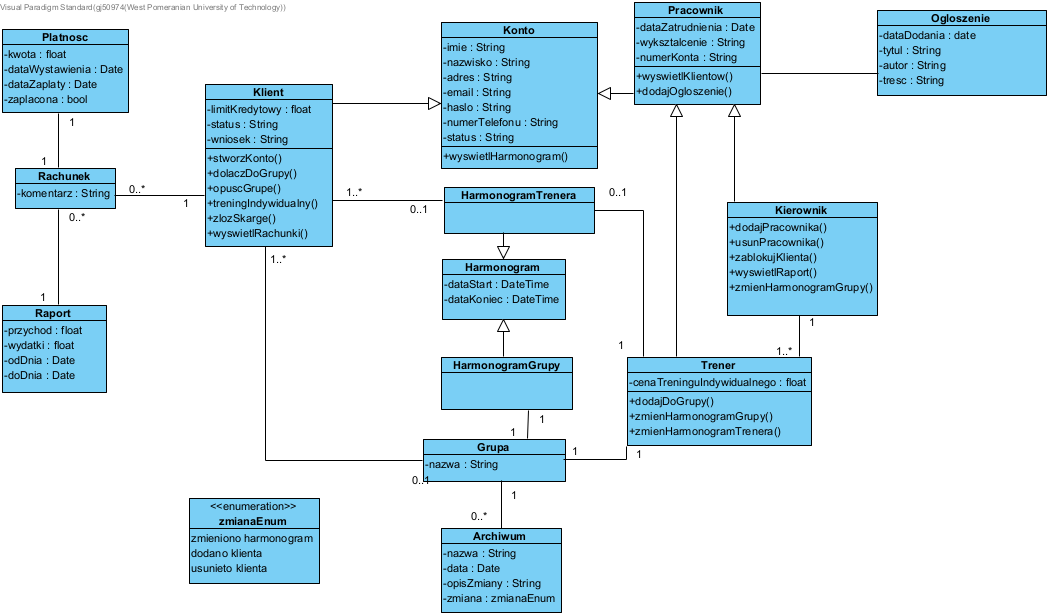 Visual Paradigm Standard(gj50974(West Pomeranian University of Technology))
Platnosc
-kwota : float
-dataWystawienia : Date
-dataZaplaty : Date
-zaplacona : bool
1
1
Rachunek
-komentarz : String
0..*
1
0..*
1
Raport
-przychod : float
-wydatki : float
-odDnia : Date
-doDnia : Date
Klient
-limitKredytowy : float
-status : String
-wniosek : String
+stworzKonto()
+dolaczDoGrupy()
+opuscGrupe()
+treningIndywidualny()
+zlozSkarge()
+wyswietlRachunki()
1..*
0..1
1..*
0..1
Konto
-imie : String
-nazwisko : String
-adres : String
-email : String
-haslo : String
-numerTelefonu : String
-status : String
+wyswietlHarmonogram()
HarmonogramTrenera
0..1
1
Harmonogram
-dataStart : DateTime
-dataKoniec : DateTime
HarmonogramGrupy
1
1
Grupa
-nazwa : String
1
1
1
0..*
Archiwum
-nazwa : String
-data : Date
-opisZmiany : String
-zmiana : zmianaEnum
<<enumeration>>
zmianaEnum
zmieniono harmonogram
dodano klienta
usunieto klienta
Pracownik
-dataZatrudnienia : Date
-wyksztalcenie : String
-numerKonta : String
+wyswietlKlientow()
+dodajOgloszenie()
Ogloszenie
-dataDodania : date
-tytul : String
-autor : String
-tresc : String
Kierownik
+dodajPracownika()
+usunPracownika()
+zablokujKlienta()
+wyswietlRaport()
+zmienHarmonogramGrupy()
1
1..*
Trener
-cenaTreninguIndywidualnego : float
+dodajDoGrupy()
+zmienHarmonogramGrupy()
+zmienHarmonogramTrenera()